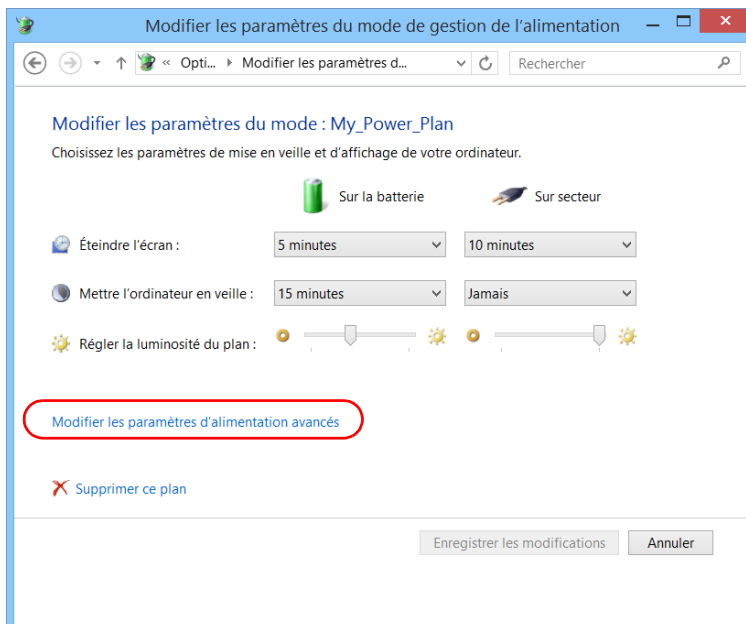 Modifier les paramètres du mode de gestion de l'alimentation
« Opti... Modifier les paramètres d... Rechercher
Modifier les paramètres du mode : My_Power_Plan
Choisissez les paramètres de mise en veille et d'affichage de votre ordinateur.
Sur la batterie Sur secteur
Éteindre l'écran : 5 minutes 10 minutes
Mettre l'ordinateur en veille : 15 minutes Jamais
Régler la luminosité du plan :
Modifier les paramètres d'alimentation avancés
Supprimer ce plan
Enregistrer les modifications Annuler